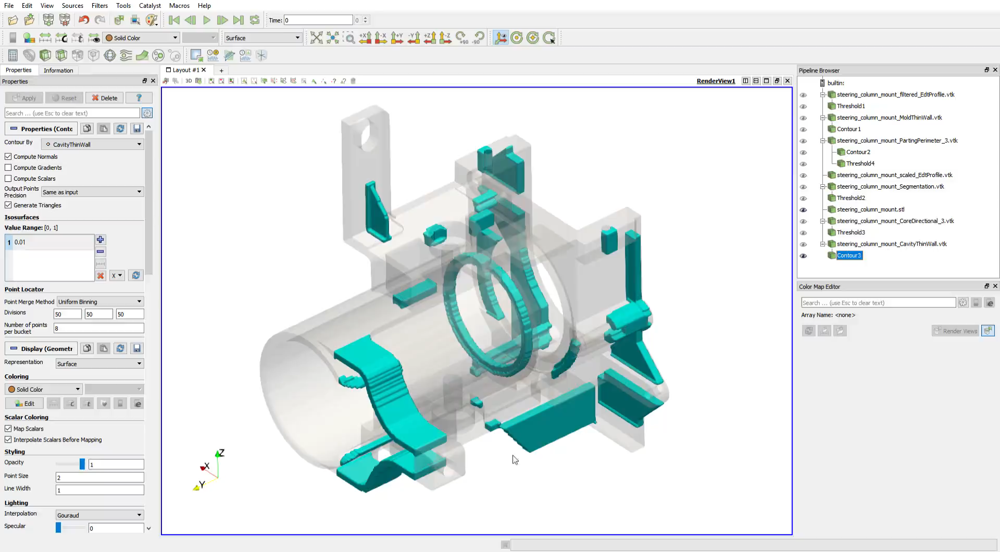 File Edit View Sources Filters Tools Catalyst Macros Help
Time: 0 0
Solid Color Surface +X -X +Y -Y +Z -Z +90 -90
Properties Information
Layout #1 +
Pipeline Browser
Properties
3D
RenderView1
builtin:
steering_column_mount_filtered_EdtProfile.vtk
Threshold1
steering_column_mount_MoldThinWall.vtk
Contour1
steering_column_mount_PartingPerimeter_3.vtk
Contour2
Threshold4
steering_column_mount_scaled_EdtProfile.vtk
steering_column_mount_Segmentation.vtk
Threshold2
steering_column_mount.stl
steering_column_mount_CoreDirectional_3.vtk
Threshold3
steering_column_mount_CavityThinWall.vtk
Contour3
Apply Reset Delete ?
Search ... (use Esc to clear text)
Properties (Conto
Contour By CavityThinWall
Compute Normals
Compute Gradients
Compute Scalars
Output Points
Precision
Same as input
Generate Triangles
Isosurfaces
Value Range: [0, 1]
1 0.01
X
Point Locator
Point Merge Method Uniform Binning
Divisions 50 50 50
Number of points
per bucket
8
Display (Geometr
Representation Surface
Coloring
Solid Color
Edit
Scalar Coloring
Map Scalars
Interpolate Scalars Before Mapping
Styling
Opacity 1
Point Size 2
Line Width 1
Lighting
Interpolation Gouraud
Specular 0
Z
X
Y
Color Map Editor
Search ... (use Esc to clear text)
Array Name: <none>
Render Views